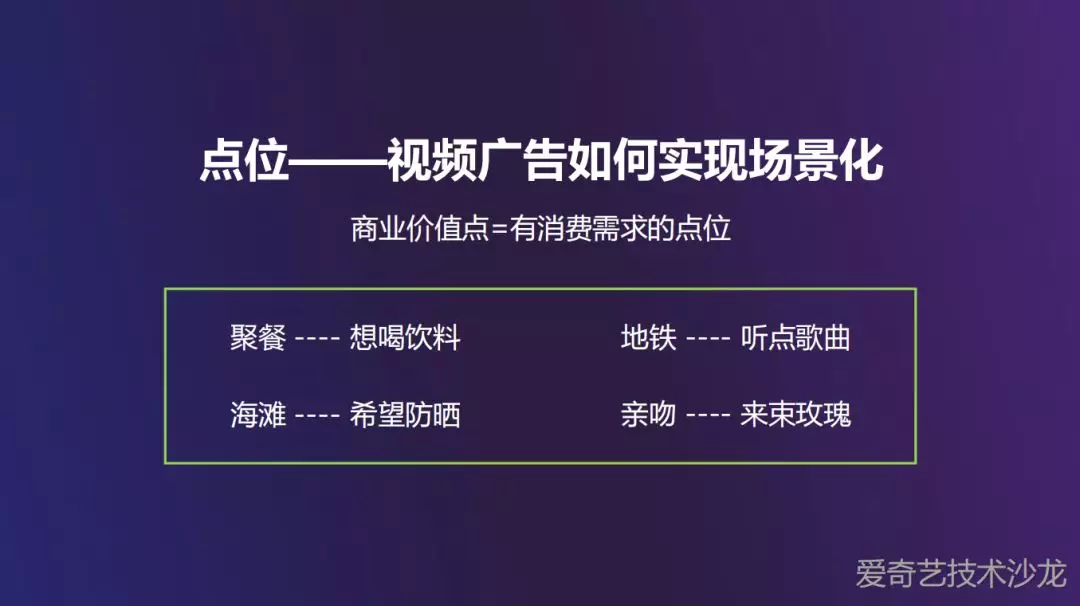 点位——视频广告如何实现场景化
商业价值点=有消费需求的点位
聚餐 ---- 想喝饮料
地铁 ---- 听点歌曲
海滩 ---- 希望防晒
亲吻 ---- 来束玫瑰
爱奇艺技术沙龙